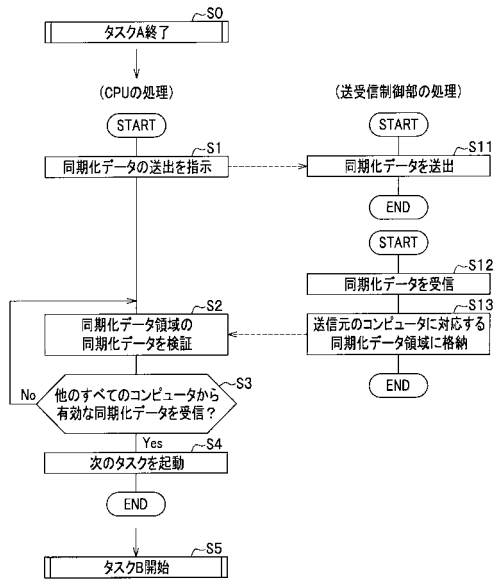 S0
タスクA終了
(CPUの処理)
START
S1
同期化データの送出を指示
S2
同期化データ領域の
同期化データを検証
S3
他のすべてのコンピュータから
有効な同期化データを受信？
No
Yes
S4
次のタスクを起動
END
S5
タスクB開始
(送受信制御部の処理)
START
S11
同期化データを送出
END
START
S12
同期化データを受信
S13
送信元のコンピュータに対応する
同期化データ領域に格納
END